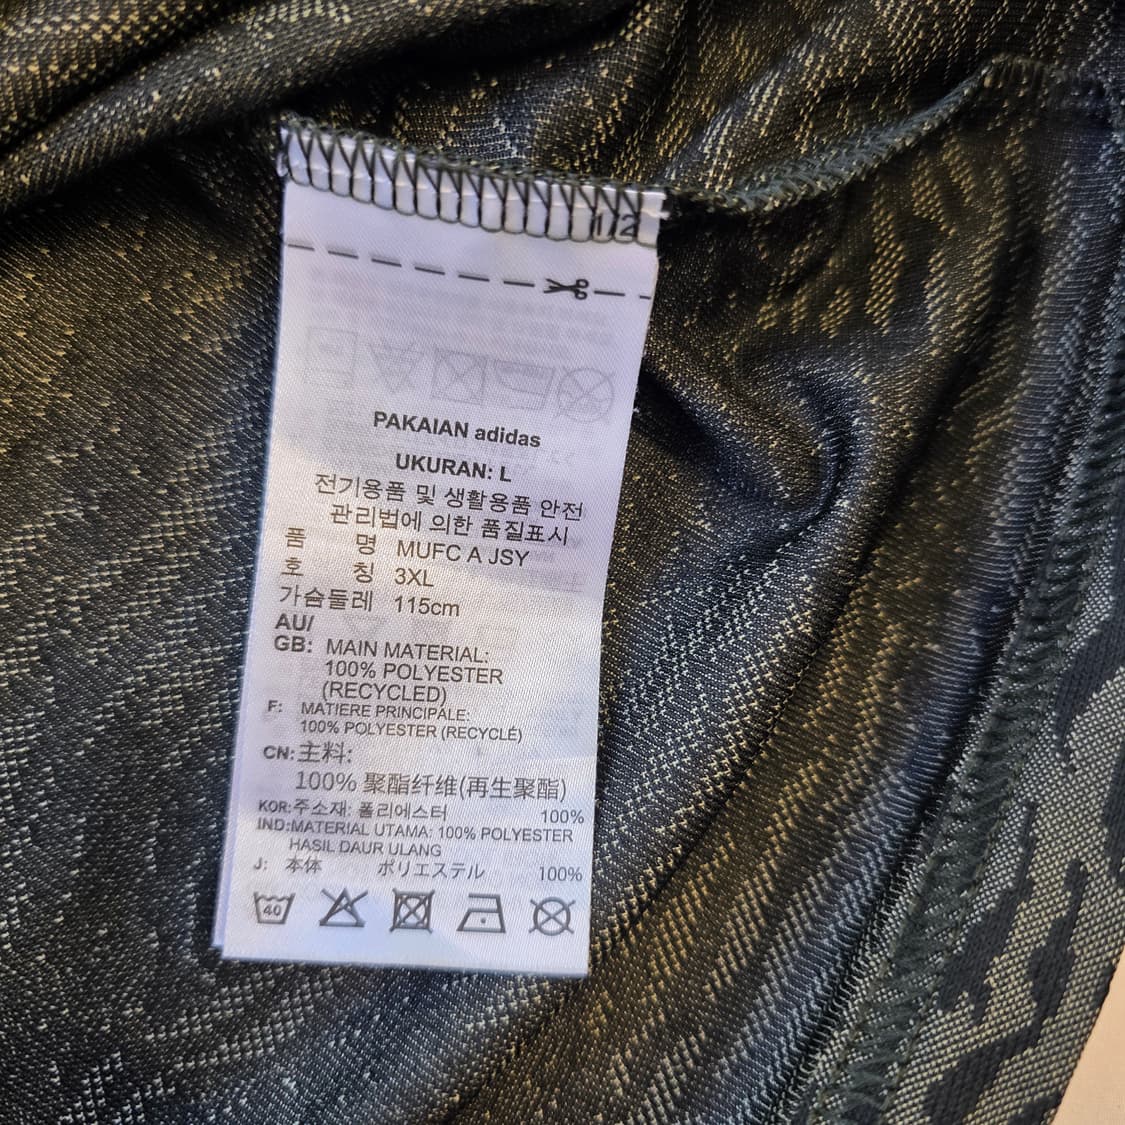 1/2
PAKAIAN adidas
UKURAN: L
전기용품 및 생활용품 안전
관리법에 의한 품질표시
품 명 MUFC A JSY
호 칭 3XL
가슴둘레 115cm
AU/
GB: MAIN MATERIAL:
100% POLYESTER
(RECYCLED)
F: MATIERE PRINCIPALE:
100% POLYESTER (RECYCLÉ)
CN: 主料:
100% 聚酯纤维(再生聚酯)
KOR: 주소재: 폴리에스터 100%
IND:MATERIAL UTAMA: 100% POLYESTER
HASIL DAUR ULANG
J: 本体 ポリエステル 100%
40